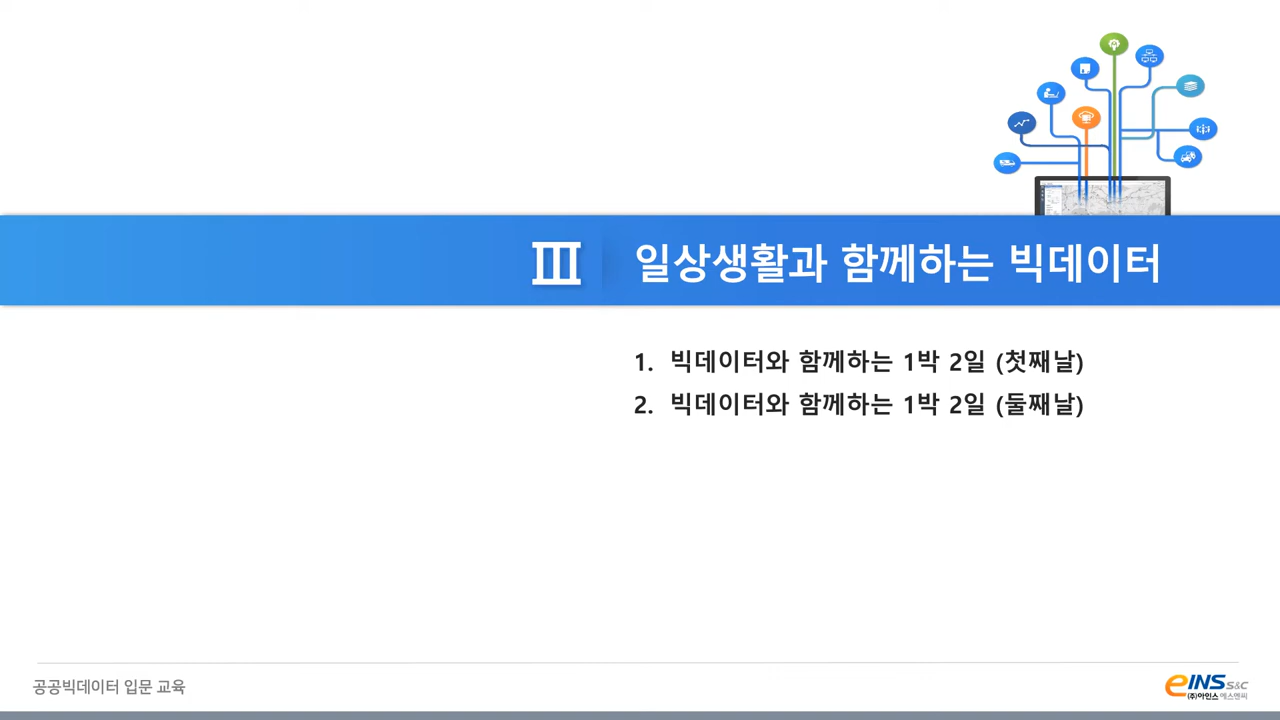 Ⅲ 일상생활과 함께하는 빅데이터
1. 빅데이터와 함께하는 1박 2일 (첫째날)
2. 빅데이터와 함께하는 1박 2일 (둘째날)
공공빅데이터 입문 교육
eINS S&C
(주)아인스 에스엔씨